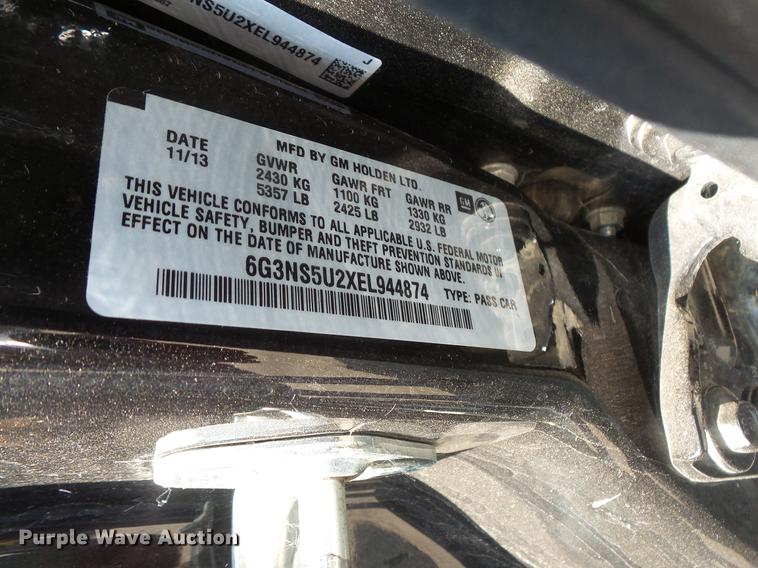 NS5U2XEL944874
J
MFD BY GM HOLDEN LTD.
DATE GVWR GAWR FRT GAWR RR
11/13 2430 KG 1100 KG 1330 KG
5357 LB 2425 LB 2932 LB
GM
THIS VEHICLE CONFORMS TO ALL APPLICABLE U.S. FEDERAL MOTOR
VEHICLE SAFETY, BUMPER AND THEFT PREVENTION STANDARDS IN
EFFECT ON THE DATE OF MANUFACTURE SHOWN ABOVE.
6G3NS5U2XEL944874 TYPE: PASS CAR
Purple Wave Auction